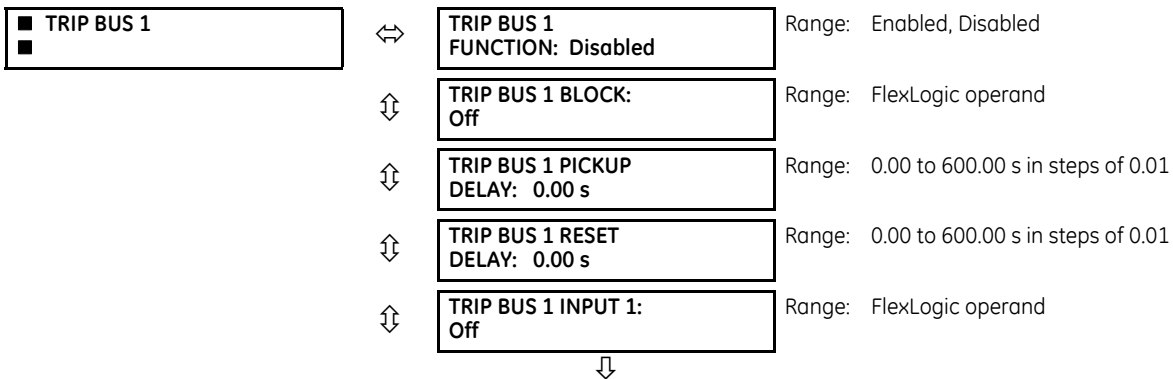 ■ TRIP BUS 1
■
TRIP BUS 1
FUNCTION: Disabled
Range: Enabled, Disabled
TRIP BUS 1 BLOCK:
Off
Range: FlexLogic operand
TRIP BUS 1 PICKUP
DELAY: 0.00 s
Range: 0.00 to 600.00 s in steps of 0.01
TRIP BUS 1 RESET
DELAY: 0.00 s
Range: 0.00 to 600.00 s in steps of 0.01
TRIP BUS 1 INPUT 1:
Off
Range: FlexLogic operand